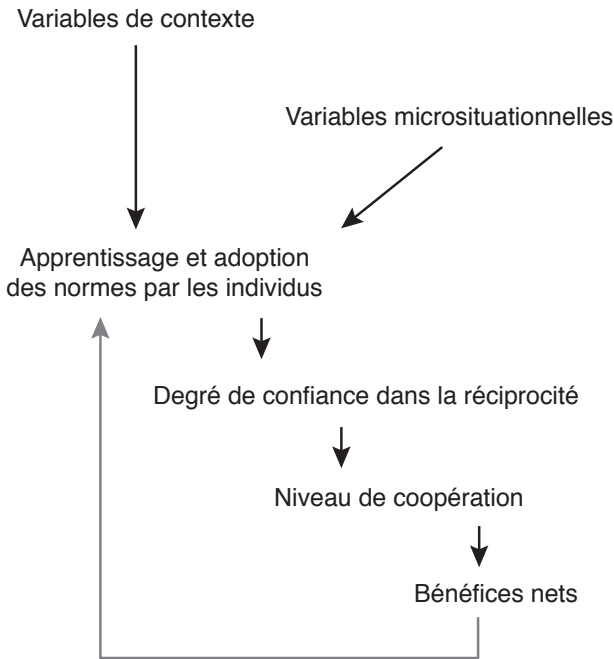 Variables de contexte
Variables microsituationnelles
Apprentissage et adoption
des normes par les individus
Degré de confiance dans la réciprocité
Niveau de coopération
Bénéfices nets